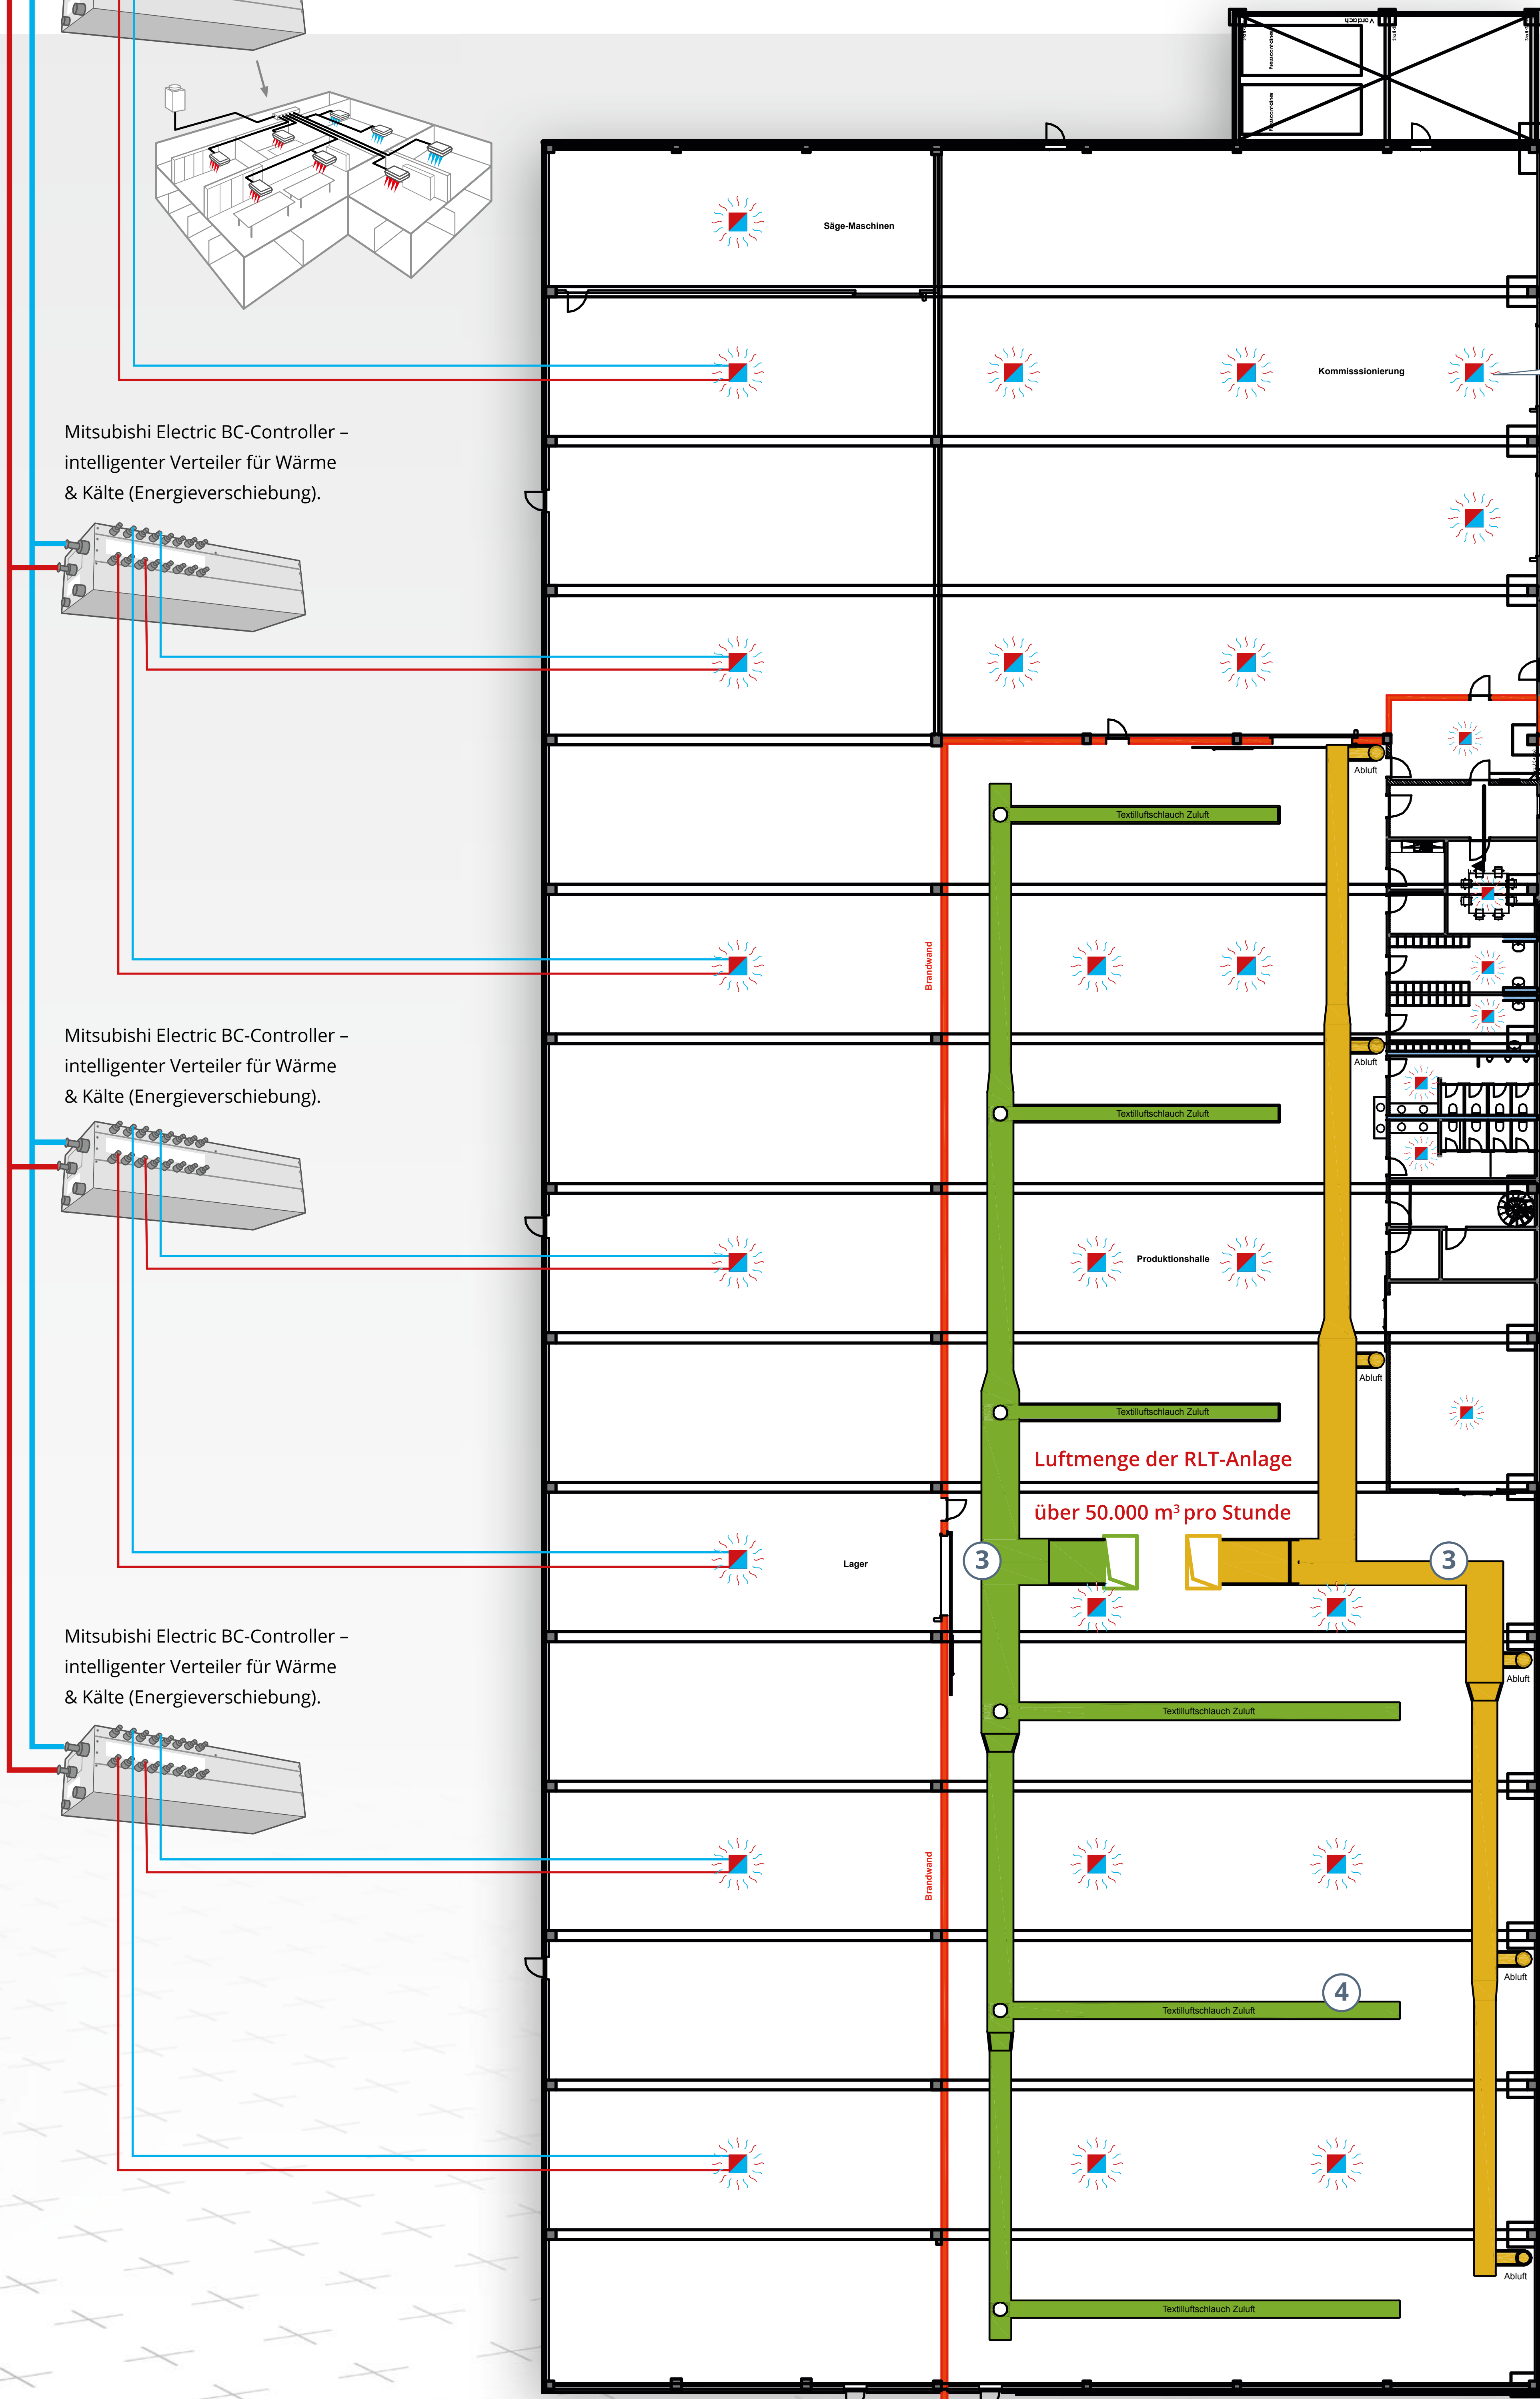 Vordach
Presscontainer
Presscontainer
Säge-Maschinen
Kommisssionierung
Mitsubishi Electric BC-Controller –
intelligenter Verteiler für Wärme
& Kälte (Energieverschiebung).
Abluft
Textilluftschlauch Zuluft
Brandwand
Mitsubishi Electric BC-Controller –
intelligenter Verteiler für Wärme
& Kälte (Energieverschiebung).
Abluft
Textilluftschlauch Zuluft
Produktionshalle
Abluft
Textilluftschlauch Zuluft
Luftmenge der RLT-Anlage
über 50.000 m³ pro Stunde
3
3
Lager
Mitsubishi Electric BC-Controller –
intelligenter Verteiler für Wärme
& Kälte (Energieverschiebung).
Abluft
Textilluftschlauch Zuluft
Brandwand
Abluft
4
Textilluftschlauch Zuluft
Abluft
Textilluftschlauch Zuluft